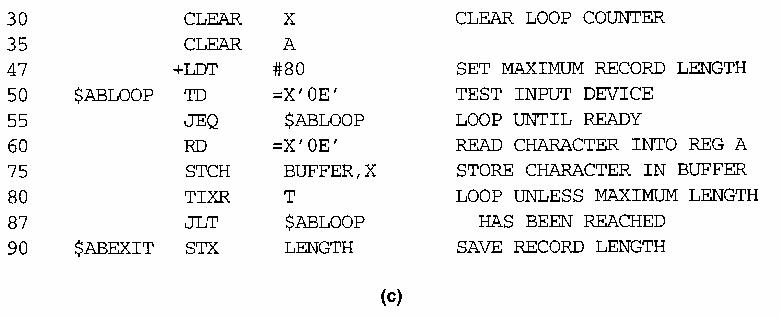 30 CLEAR X CLEAR LOOP COUNTER
35 CLEAR A
47 +LDT #80 SET MAXIMUM RECORD LENGTH
50 $ABLOOP TD =X'0E' TEST INPUT DEVICE
55 JEQ $ABLOOP LOOP UNTIL READY
60 RD =X'0E' READ CHARACTER INTO REG A
75 STCH BUFFER,X STORE CHARACTER IN BUFFER
80 TIXR T LOOP UNLESS MAXIMUM LENGTH
87 JLT $ABLOOP HAS BEEN REACHED
90 $ABEXIT STX LENGTH SAVE RECORD LENGTH
(c)